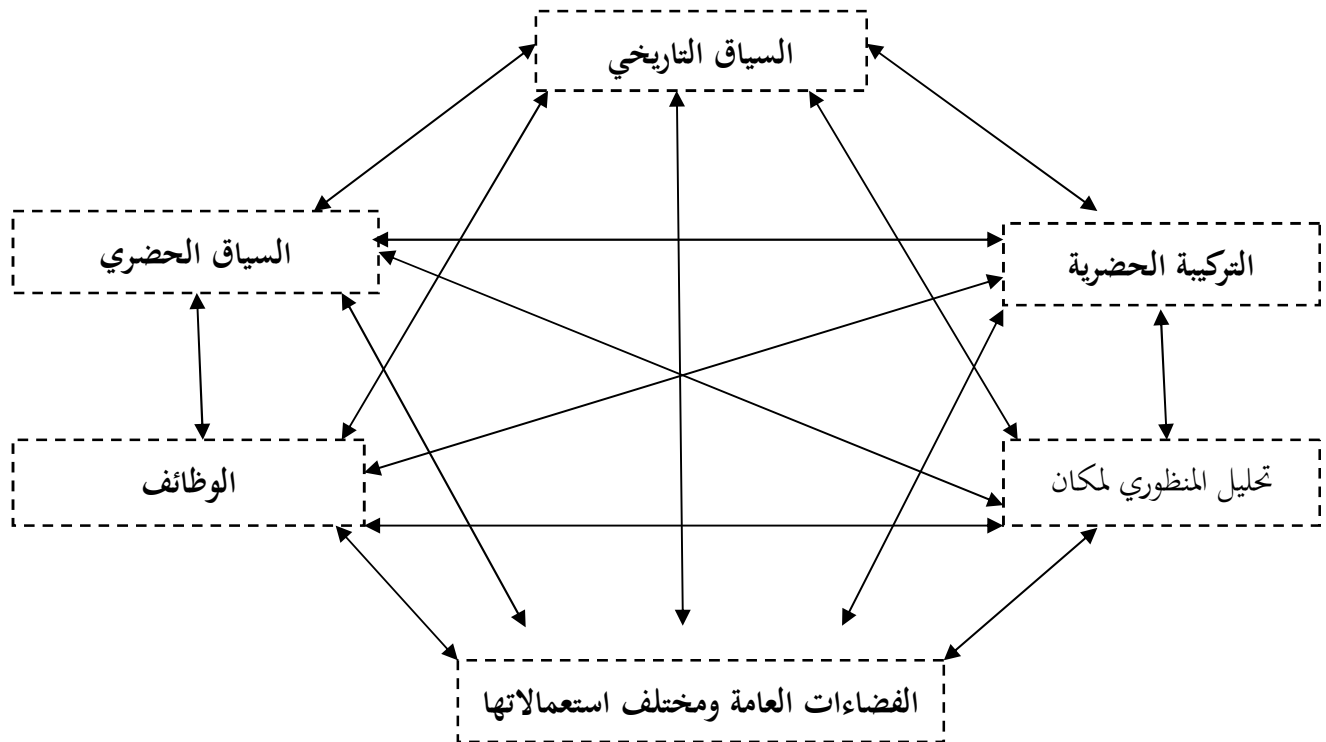 السياق التاريخي
التركيبة الحضرية
السياق الحضري
تحليل المنظوري لمكان
الوظائف
الفضاءات العامة ومختلف استعمالاتها